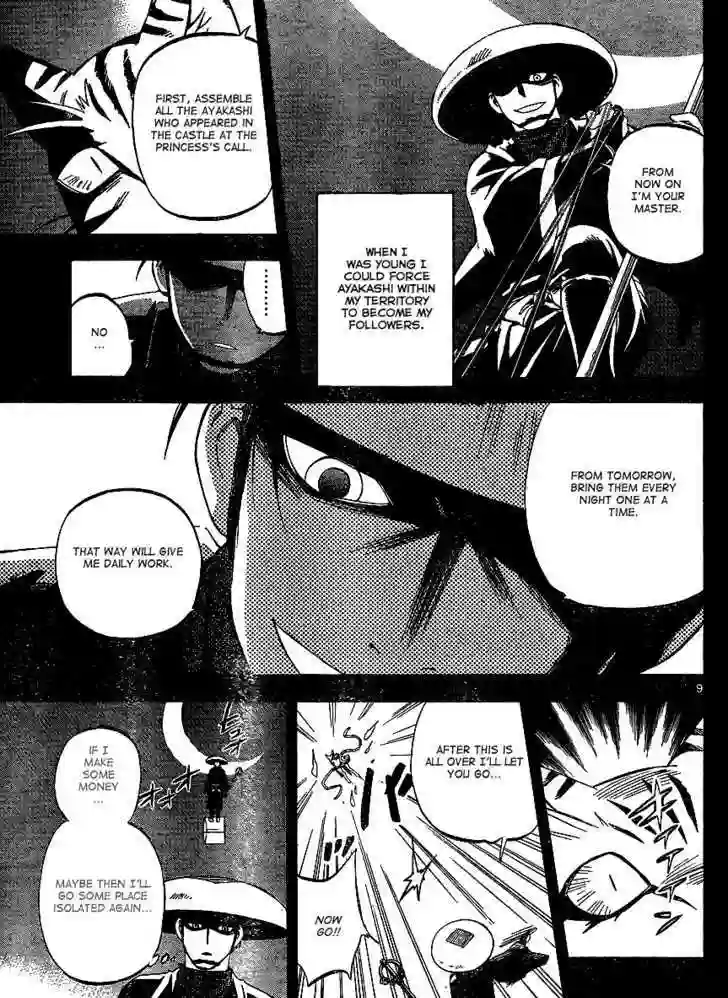 FROM
NOW ON
I'M YOUR
MASTER.
WHEN I
WAS YOUNG I
COULD FORCE
AYAKASHI WITHIN
MY TERRITORY
TO BECOME MY
FOLLOWERS.
FIRST, ASSEMBLE
ALL THE AYAKASHI
WHO APPEARED IN
THE CASTLE AT THE
PRINCESS'S CALL.
NO
...
FROM TOMORROW,
BRING THEM EVERY
NIGHT ONE AT A
TIME.
THAT WAY WILL GIVE
ME DAILY WORK.
9
AFTER THIS IS
ALL OVER I'LL LET
YOU GO...
NOW
GO!!
IF I
MAKE
SOME
MONEY
...
MAYBE THEN I'LL
GO SOME PLACE
ISOLATED AGAIN...